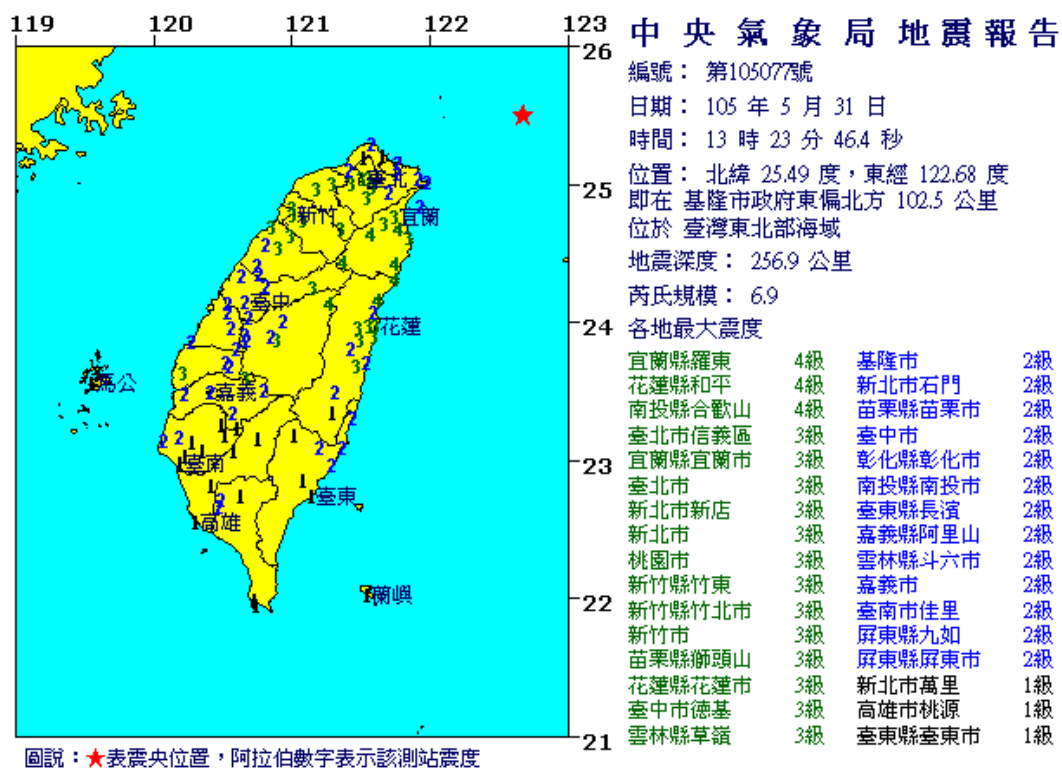 119 120 121 122 123
中央氣象局地震報告
編號： 第105077號
日期： 105 年 5 月 31 日
時間： 13 時 23 分 46.4 秒
位置： 北緯 25.49 度，東經 122.68 度
即在 基隆市政府東偏北方 102.5 公里
位於 臺灣東北部海域
地震深度： 256.9 公里
芮氏規模： 6.9
各地最大震度
宜蘭縣羅東 4級 基隆市 2級
花蓮縣和平 4級 新北市石門 2級
南投縣合歡山 4級 苗栗縣苗栗市 2級
臺北市信義區 3級 臺中市 2級
宜蘭縣宜蘭市 3級 彰化縣彰化市 2級
臺北市 3級 南投縣南投市 2級
新北市新店 3級 臺東縣長濱 2級
新北市 3級 嘉義縣阿里山 2級
桃園市 3級 雲林縣斗六市 2級
新竹縣竹東 3級 嘉義市 2級
新竹縣竹北市 3級 臺南市佳里 2級
新竹市 3級 屏東縣九如 2級
苗栗縣獅頭山 3級 屏東縣屏東市 2級
花蓮縣花蓮市 3級 新北市萬里 1級
臺中市德基 3級 高雄市桃源 1級
雲林縣草嶺 3級 臺東縣臺東市 1級
26
25
24
23
22
21
臺北
新竹
宜蘭
臺中
花蓮
馬公
嘉義
臺南
臺東
高雄
蘭嶼
圖說：★表震央位置，阿拉伯數字表示該測站震度